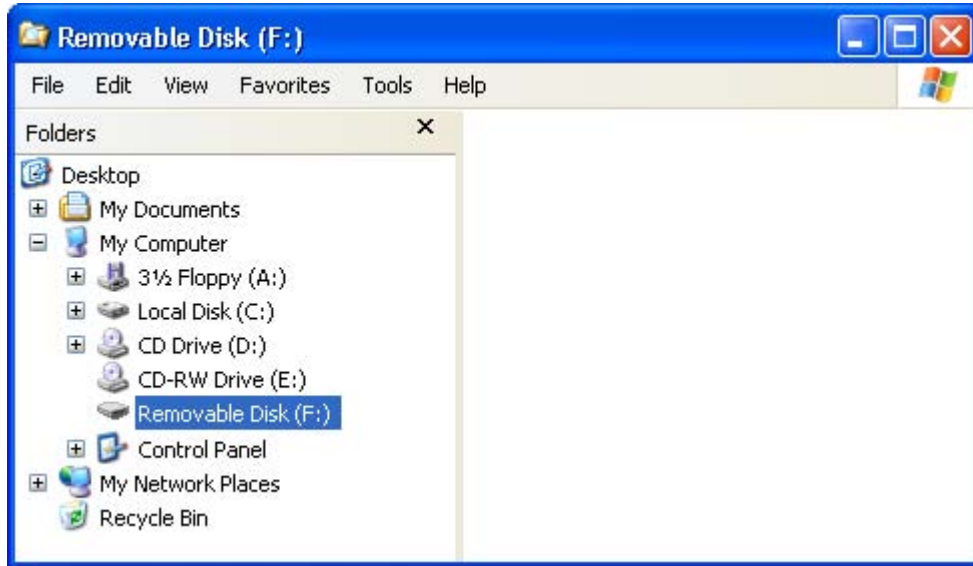 Removable Disk (F:)
File Edit View Favorites Tools Help
Folders
Desktop
My Documents
My Computer
3½ Floppy (A:)
Local Disk (C:)
CD Drive (D:)
CD-RW Drive (E:)
Removable Disk (F:)
Control Panel
My Network Places
Recycle Bin